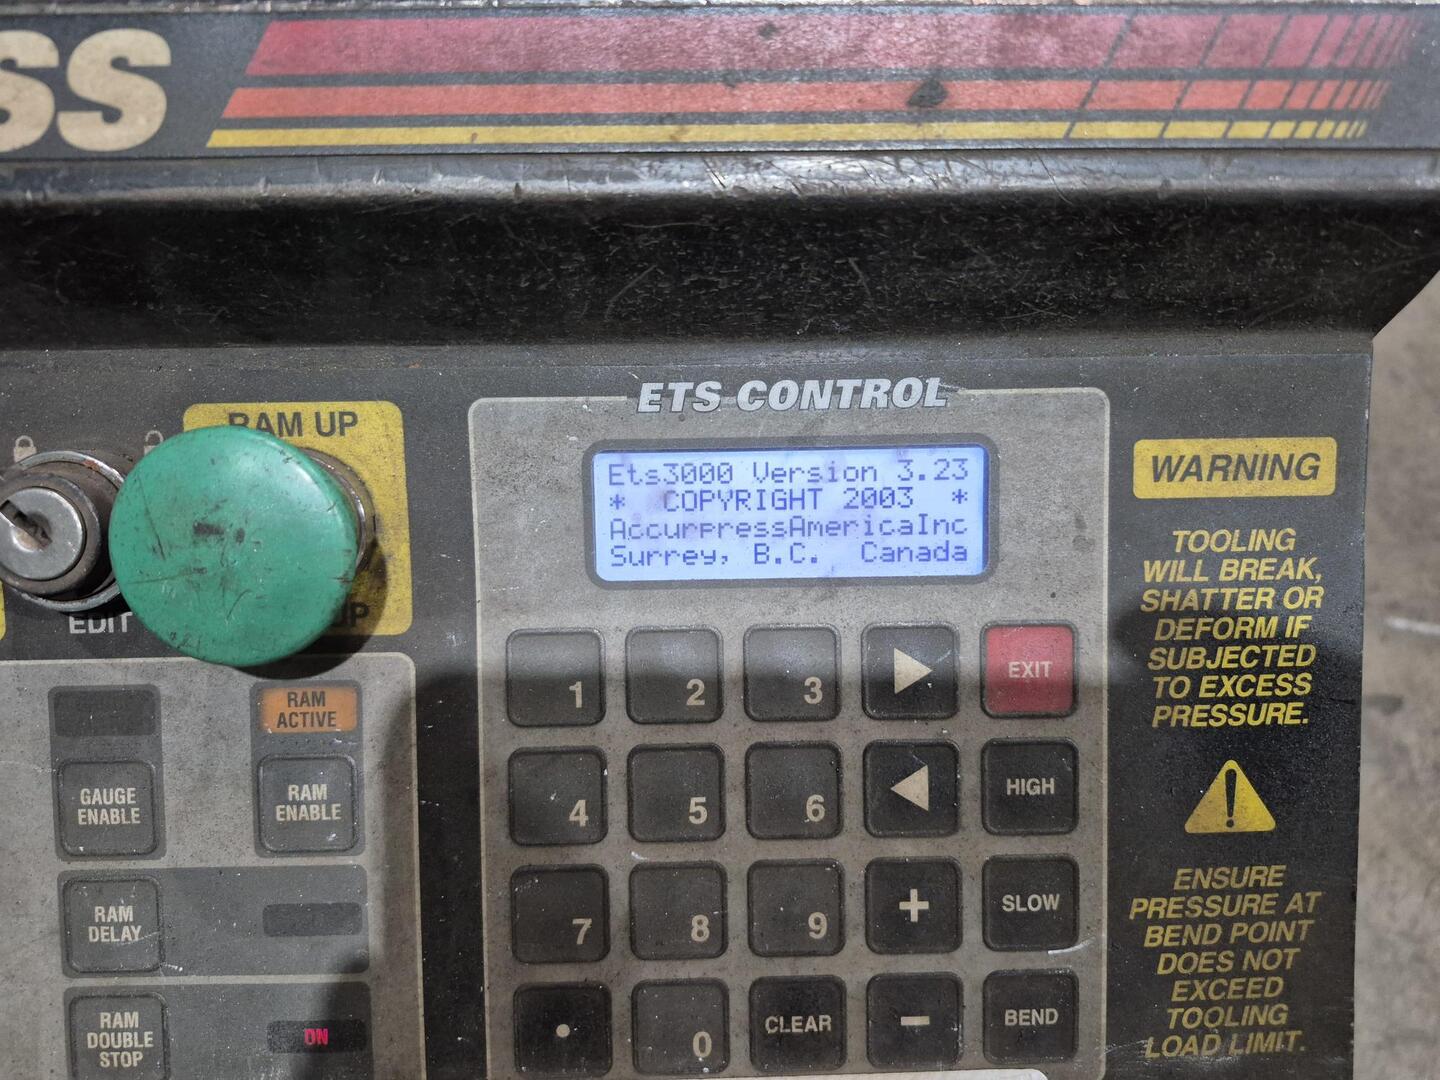 SS
ETS CONTROL
RAM UP
EDIT
UP
Ets3000 Version 3.23
* COPYRIGHT 2003 *
AccurpressAmericaInc
Surrey, B.C. Canada
WARNING
TOOLING
WILL BREAK,
SHATTER OR
DEFORM IF
SUBJECTED
TO EXCESS
PRESSURE.
RAM
ACTIVE
GAUGE
ENABLE
RAM
ENABLE
RAM
DELAY
RAM
DOUBLE
STOP
ON
1 2 3 EXIT
4 5 6 HIGH
7 8 9 + SLOW
. 0 CLEAR - BEND
ENSURE
PRESSURE AT
BEND POINT
DOES NOT
EXCEED
TOOLING
LOAD LIMIT.